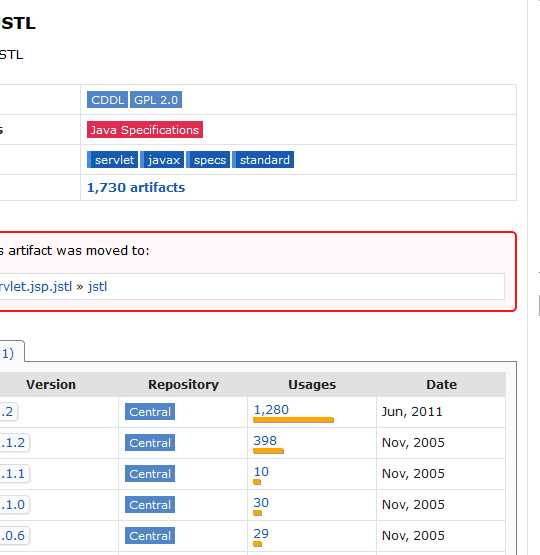 JSTL
STL
CDDL GPL 2.0
s Java Specifications
servlet javax specs standard
1,730 artifacts
s artifact was moved to:
rvlet.jsp.jstl » jstl
1)
Version Repository Usages Date
.2 Central 1,280 Jun, 2011
.1.2 Central 398 Nov, 2005
.1.1 Central 10 Nov, 2005
.1.0 Central 30 Nov, 2005
.0.6 Central 29 Nov, 2005